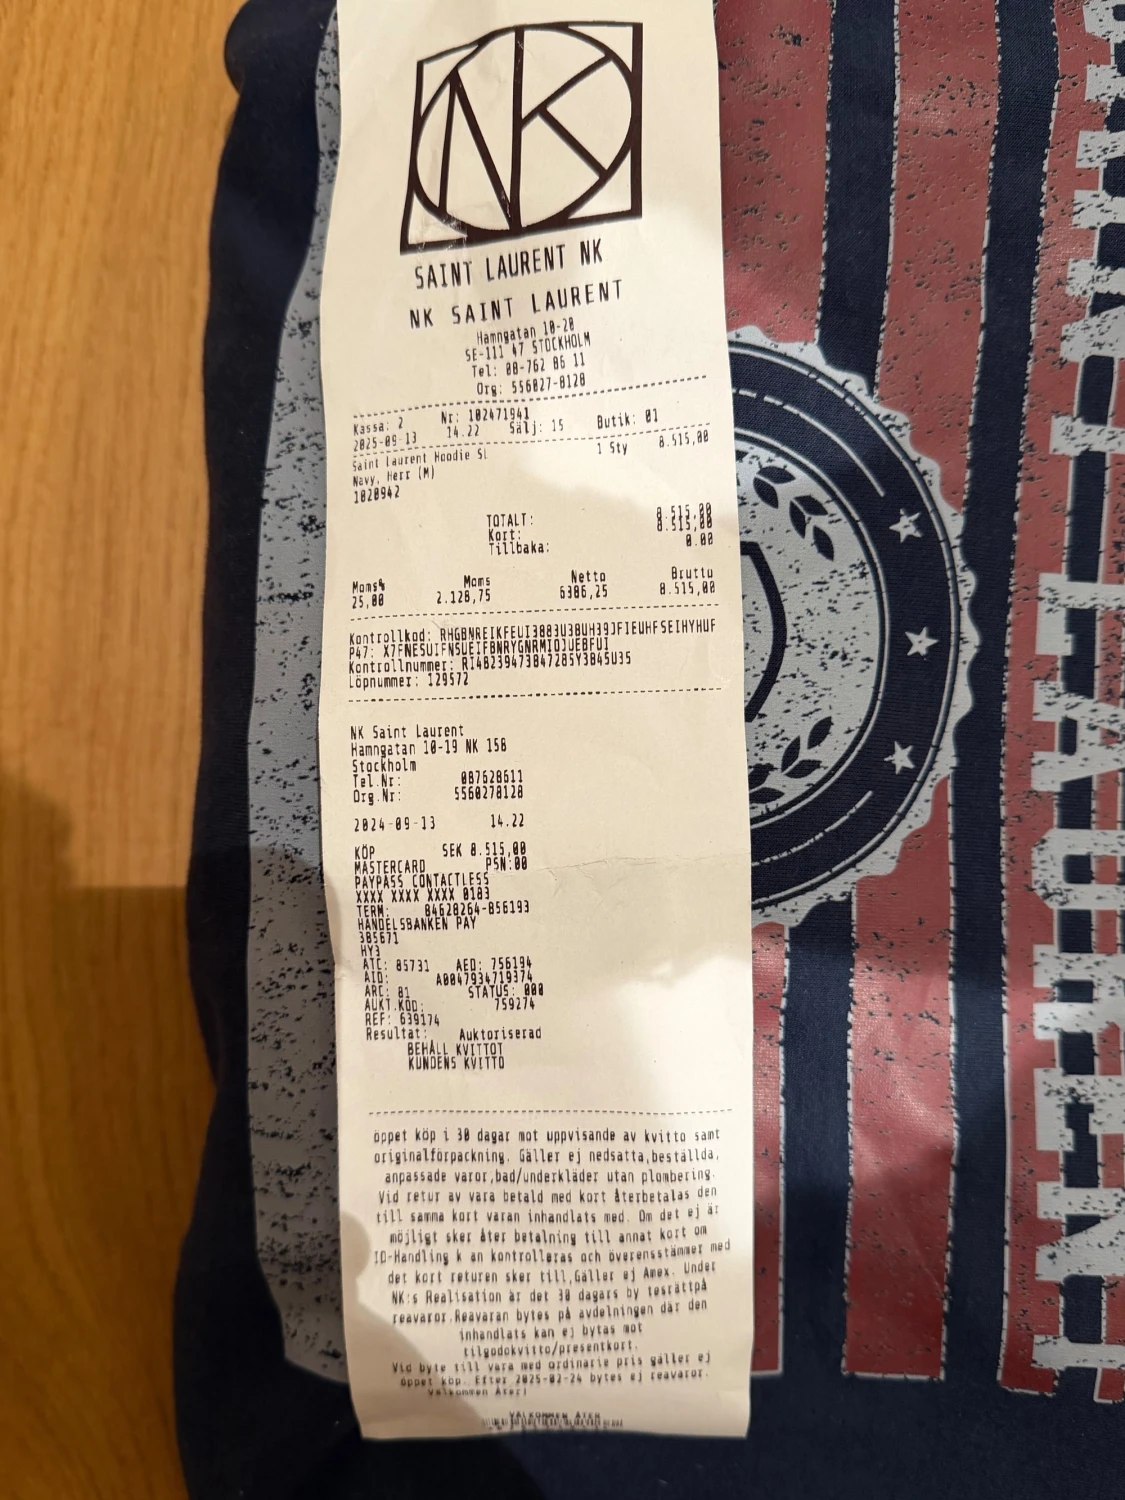 NK
SAINT LAURENT NK
NK SAINT LAURENT
Hamngatan 10-20
SE-111 47 STOCKHOLM
Tel: 08-762 86 11
Org: 556027-8128
Kassa: 2 Nr: 102471941
2025-09-13 14.22 Sälj: 15 Butik: 01
Saint Laurent Hoodie SL 1 Sty 8.515,00
Navy, Herr (M)
1020942
TOTALT: 8.515,00
Kort: 8.515,00
Tillbaka: 0.00
Moms% Moms Netto Brutto
25,00 2.128,75 6386,25 8.515,00
Kontrollkod: RHGBNREIKFEUI3883U38UH39JFIEUHFSEIHYHUF
P47: X7FNESUIFNSUEIFBNRYGNRMIOJUEBFUI
Kontrollnummer: RI48239473847285Y3845U35
Löpnummer: 129572
NK Saint Laurent
Hamngatan 10-19 NK 158
Stockholm
Tel.Nr: 087628611
Org.Nr: 5560278128
2024-09-13 14.22
KÖP SEK 8.515,00
MASTERCARD PSN:00
PAYPASS CONTACTLESS
XXXX XXXX XXXX 0103
TERM: 84620264-856193
HANDELSBANKEN PAY
385671
HY3
ATC: 85731 AED: 756194
AID: A0047934719374
ARC: 01 STATUS: 000
AUKT.KOD: 759274
REF: 639174
Resultat: Auktoriserad
BEHÅLL KVITTOT
KUNDENS KVITTO
öppet köp i 30 dagar mot uppvisande av kvitto samt
originalförpackning. Gäller ej nedsatta,beställda,
anpassade varor,bad/underkläder utan plombering.
Vid retur av vara betald med kort återbetalas den
till samma kort varan inhandlats med. Om det ej är
möjligt sker åter betalning till annat kort om
ID-Handling k an kontrolleras och överensstämmer med
det kort returen sker till,Gäller ej Amex. Under
NK:s Realisation är det 30 dagars by tesrättpå
reavaror.Reavaran bytes på avdelningen där den
inhandlats kan ej bytas mot
tilgodokvitto/presentkort.
Vid byte till vara med ordinarie pris gäller ej
öppet köp. Efter 2025-02-24 bytes ej reavaror.
Välkommen Åter!
VÄLKOMMEN ÅTER